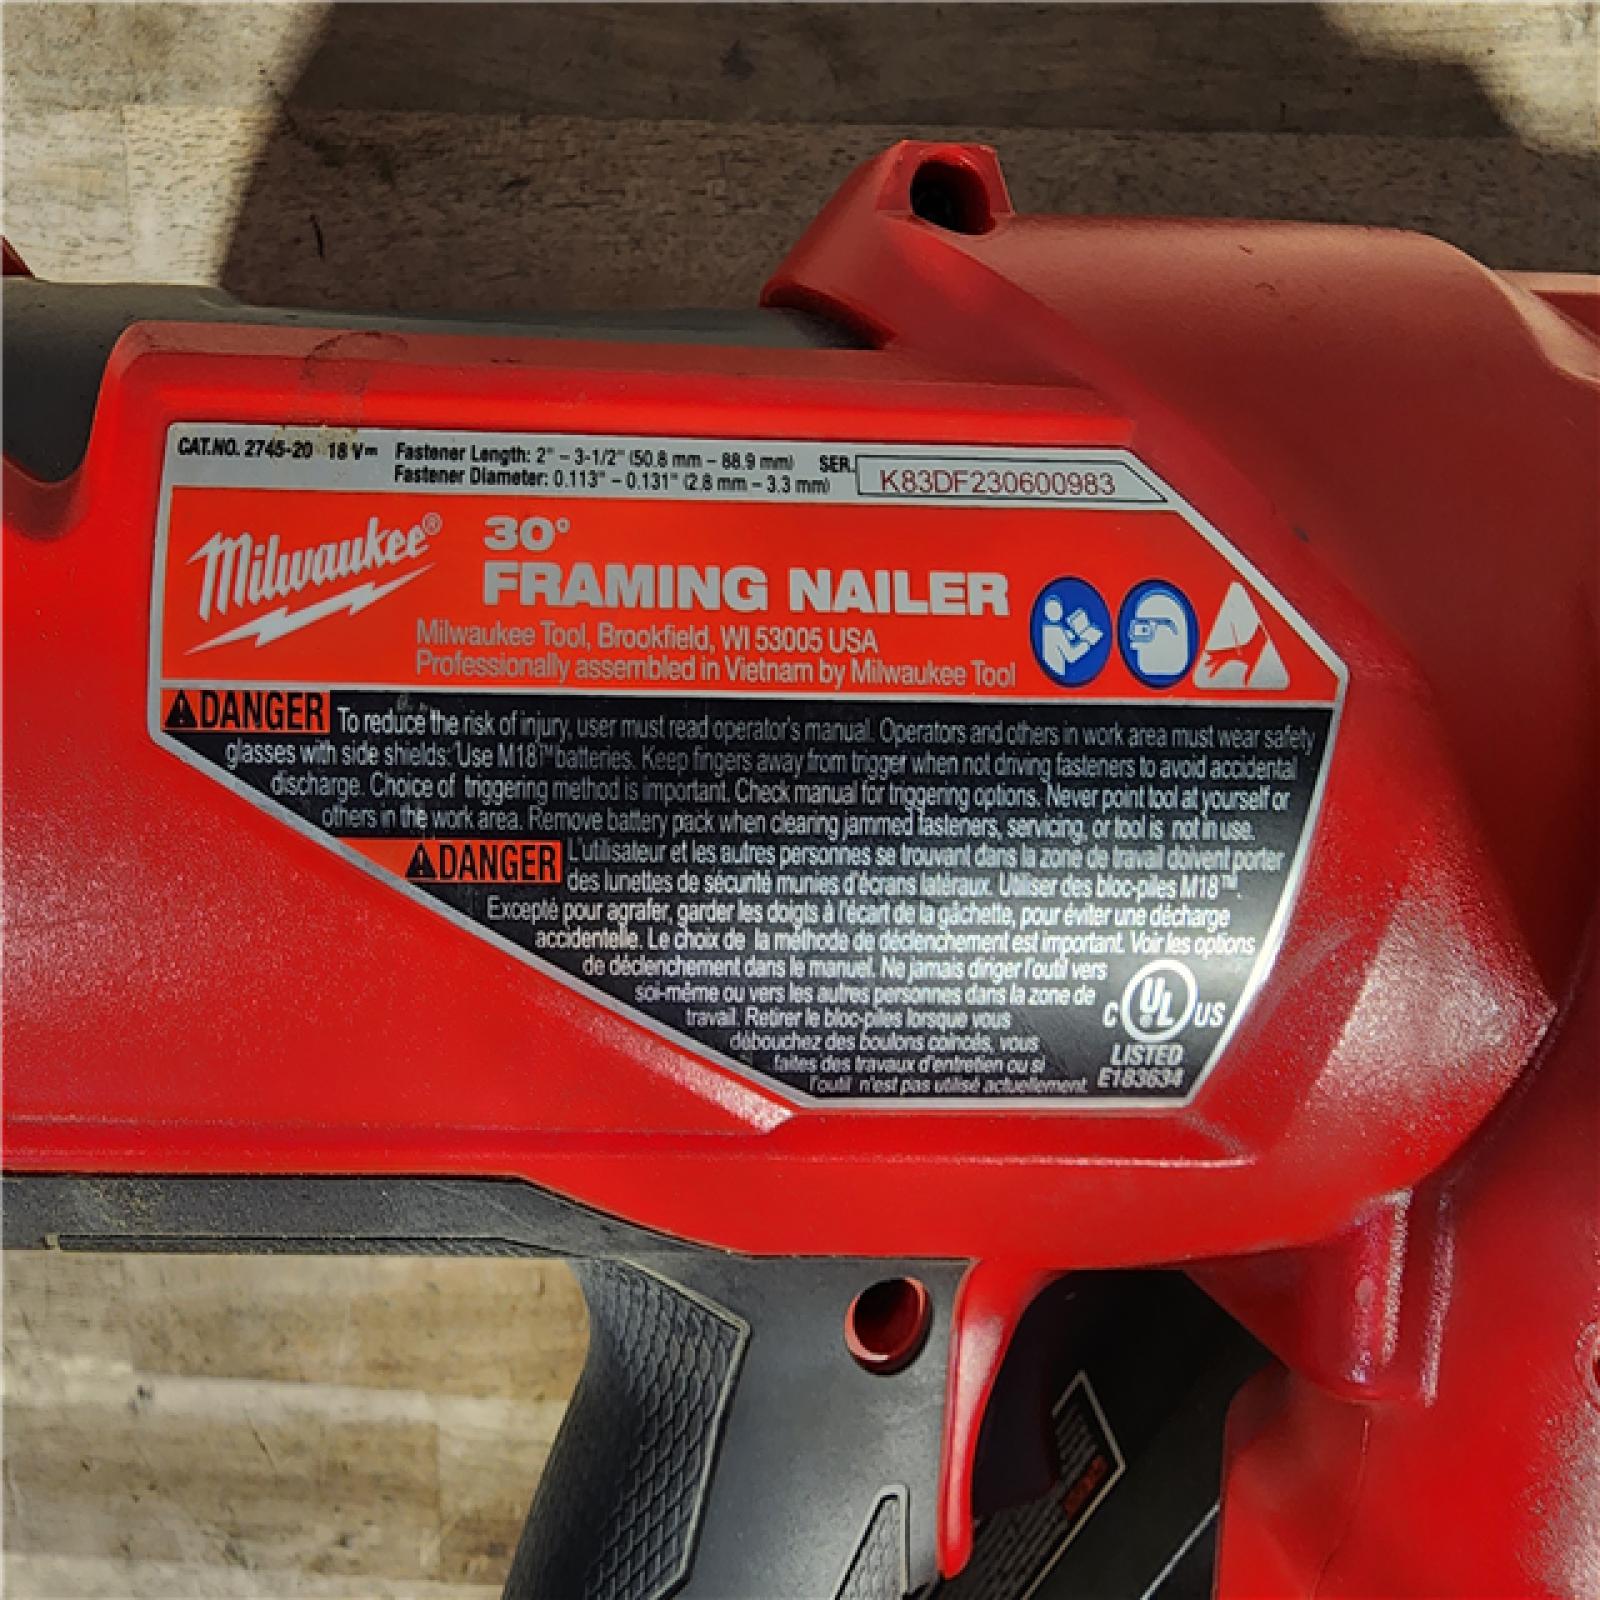 CAT.NO. 2745-20 18 V⎓ Fastener Length: 2" – 3-1/2" (50.8 mm – 88.9 mm) SER. K83DF230600983
Fastener Diameter: 0.113" – 0.131" (2.8 mm – 3.3 mm)
Milwaukee®
30°
FRAMING NAILER
Milwaukee Tool, Brookfield, WI 53005 USA
Professionally assembled in Vietnam by Milwaukee Tool
DANGER To reduce the risk of injury, user must read operator's manual. Operators and others in work area must wear safety
glasses with side shields. Use M18™ batteries. Keep fingers away from trigger when not driving fasteners to avoid accidental
discharge. Choice of triggering method is important. Check manual for triggering options. Never point tool at yourself or
others in the work area. Remove battery pack when clearing jammed fasteners, servicing, or tool is not in use.
DANGER L'utilisateur et les autres personnes se trouvant dans la zone de travail doivent porter
des lunettes de sécurité munies d'écrans latéraux. Utiliser des bloc-piles M18™.
Excepté pour agrafer, garder les doigts à l'écart de la gâchette, pour éviter une décharge
accidentelle. Le choix de la méthode de déclenchement est important. Voir les options
de déclenchement dans le manuel. Ne jamais diriger l'outil vers
soi-même ou vers les autres personnes dans la zone de
travail. Retirer le bloc-piles lorsque vous
débouchez des boulons coincés, vous
faites des travaux d'entretien ou si
l'outil n'est pas utilisé actuellement.
C UL US
LISTED
E183634